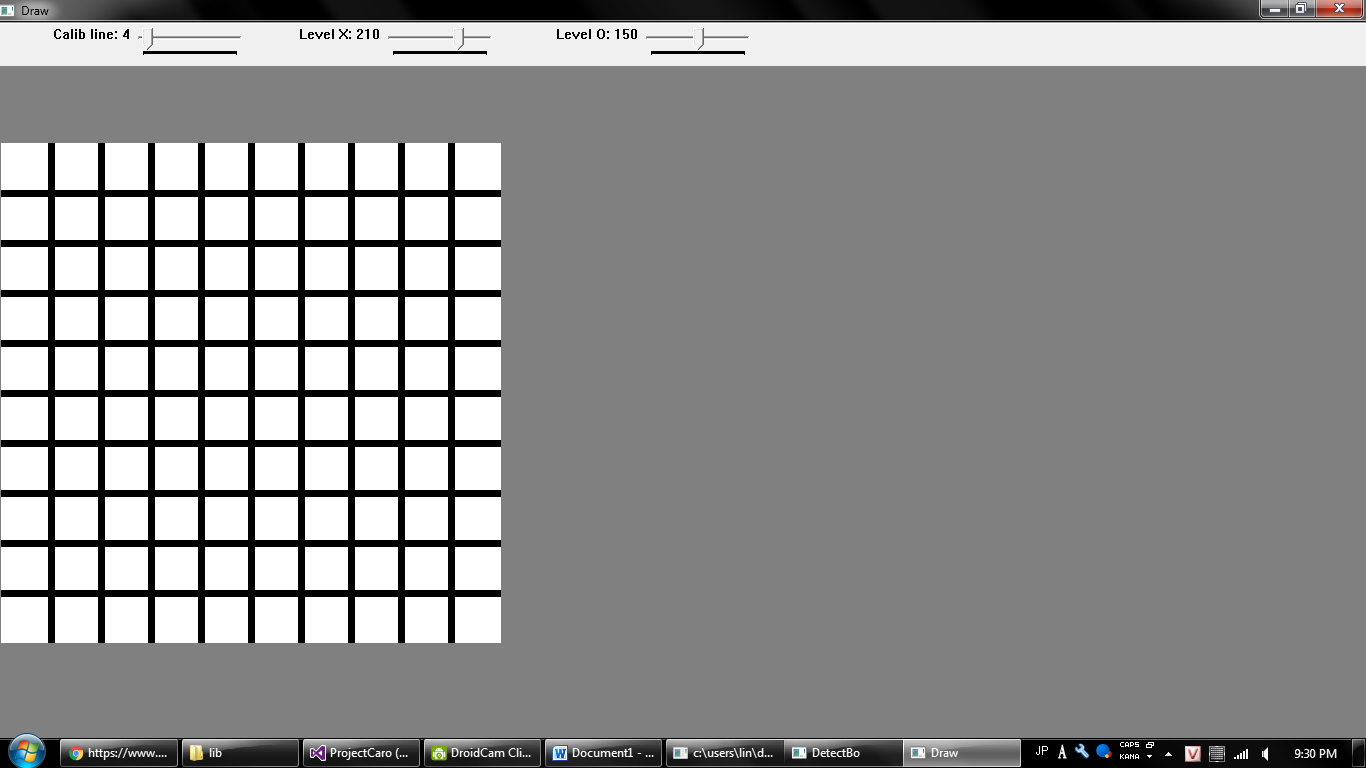 Draw
Calib line: 4
Level X: 210
Level O: 150
https://www....
lib
ProjectCaro (...
DroidCam Cli...
Document1 - ...
c:\users\lin\d...
DetectBo
Draw
JP
A
CAPS
KANA
V
9:30 PM